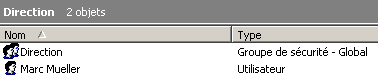 Direction 2 objets
Nom Type
Direction Groupe de sécurité - Global
Marc Mueller Utilisateur